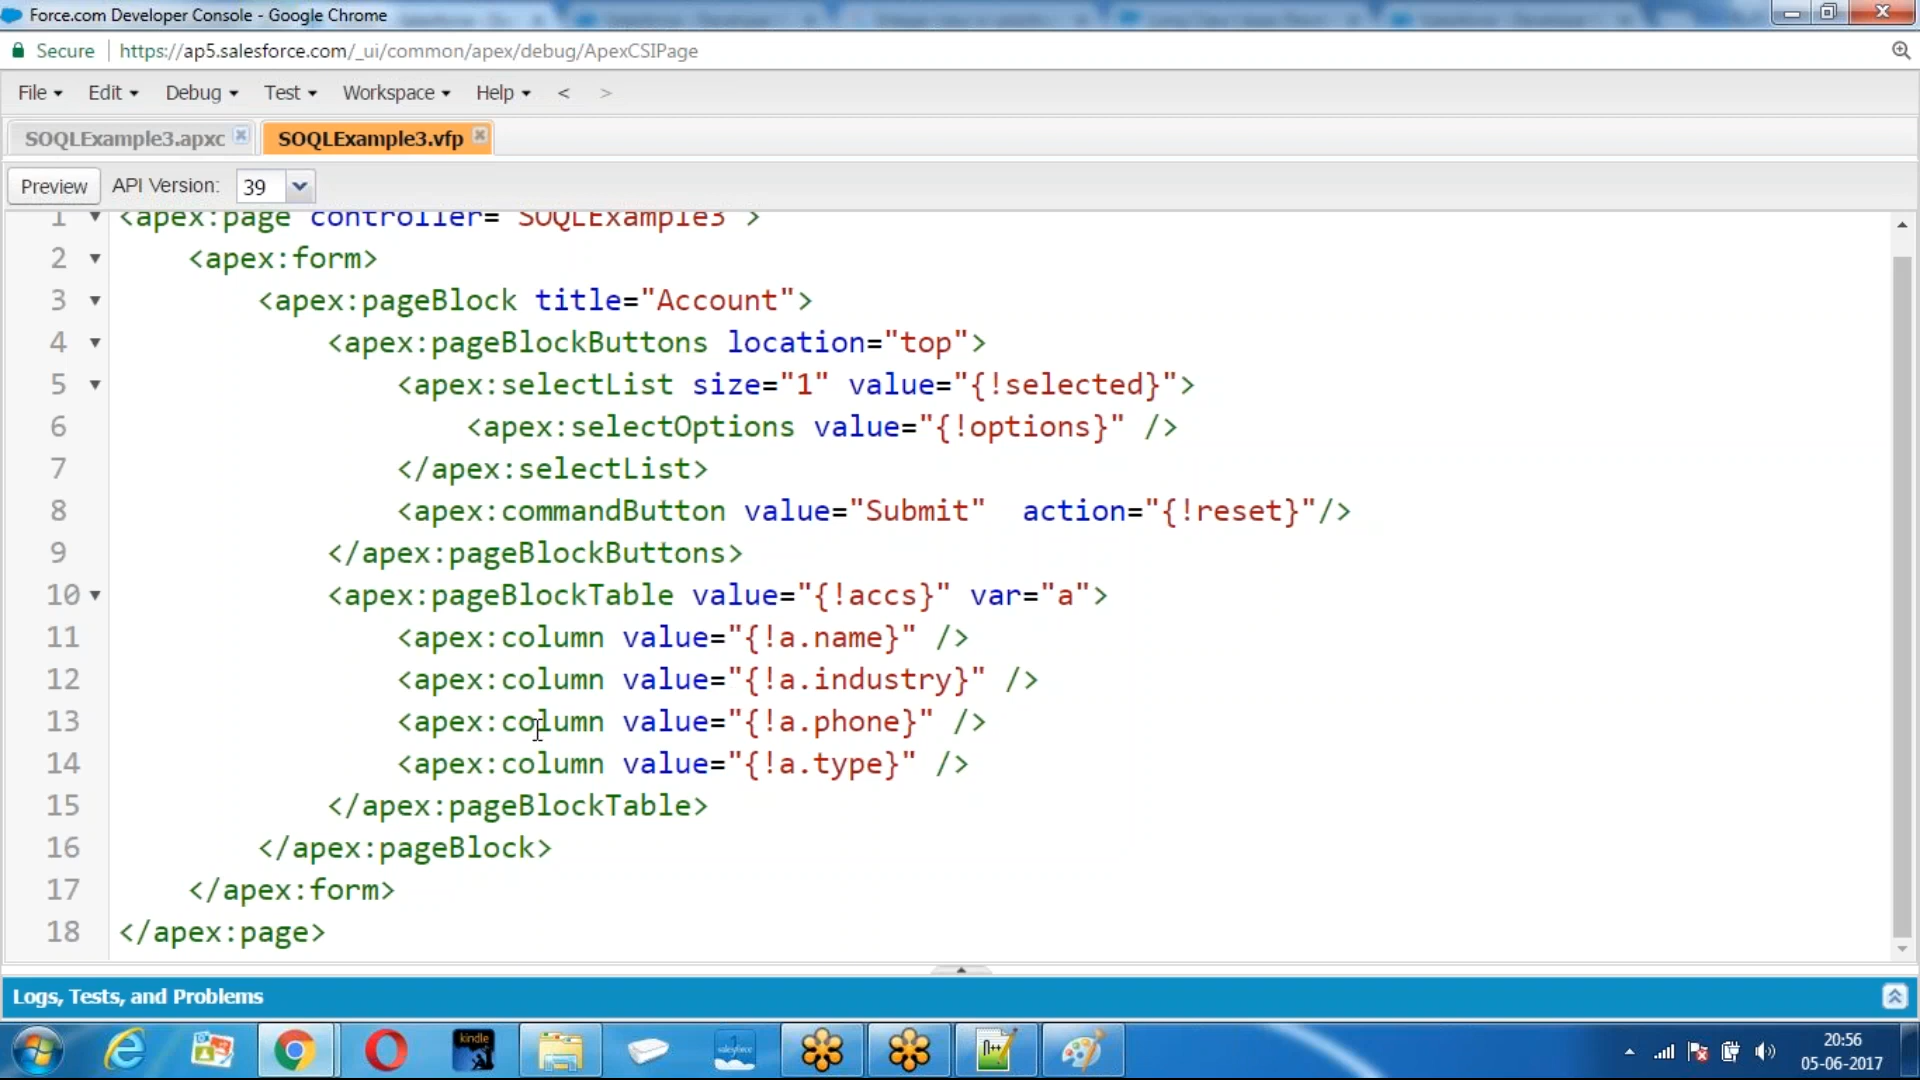 Force.com Developer Console - Google Chrome
Secure https://ap5.salesforce.com/_ui/common/apex/debug/ApexCSIPage
File Edit Debug Test Workspace Help < >
SOQLExample3.apxc SOQLExample3.vfp
Preview API Version: 39
1 <apex:page controller="SOQLExample3">
2 <apex:form>
3 <apex:pageBlock title="Account">
4 <apex:pageBlockButtons location="top">
5 <apex:selectList size="1" value="{!selected}">
6 <apex:selectOptions value="{!options}" />
7 </apex:selectList>
8 <apex:commandButton value="Submit" action="{!reset}"/>
9 </apex:pageBlockButtons>
10 <apex:pageBlockTable value="{!accs}" var="a">
11 <apex:column value="{!a.name}" />
12 <apex:column value="{!a.industry}" />
13 <apex:column value="{!a.phone}" />
14 <apex:column value="{!a.type}" />
15 </apex:pageBlockTable>
16 </apex:pageBlock>
17 </apex:form>
18 </apex:page>
Logs, Tests, and Problems
kindle
salesforce
20:56
05-06-2017